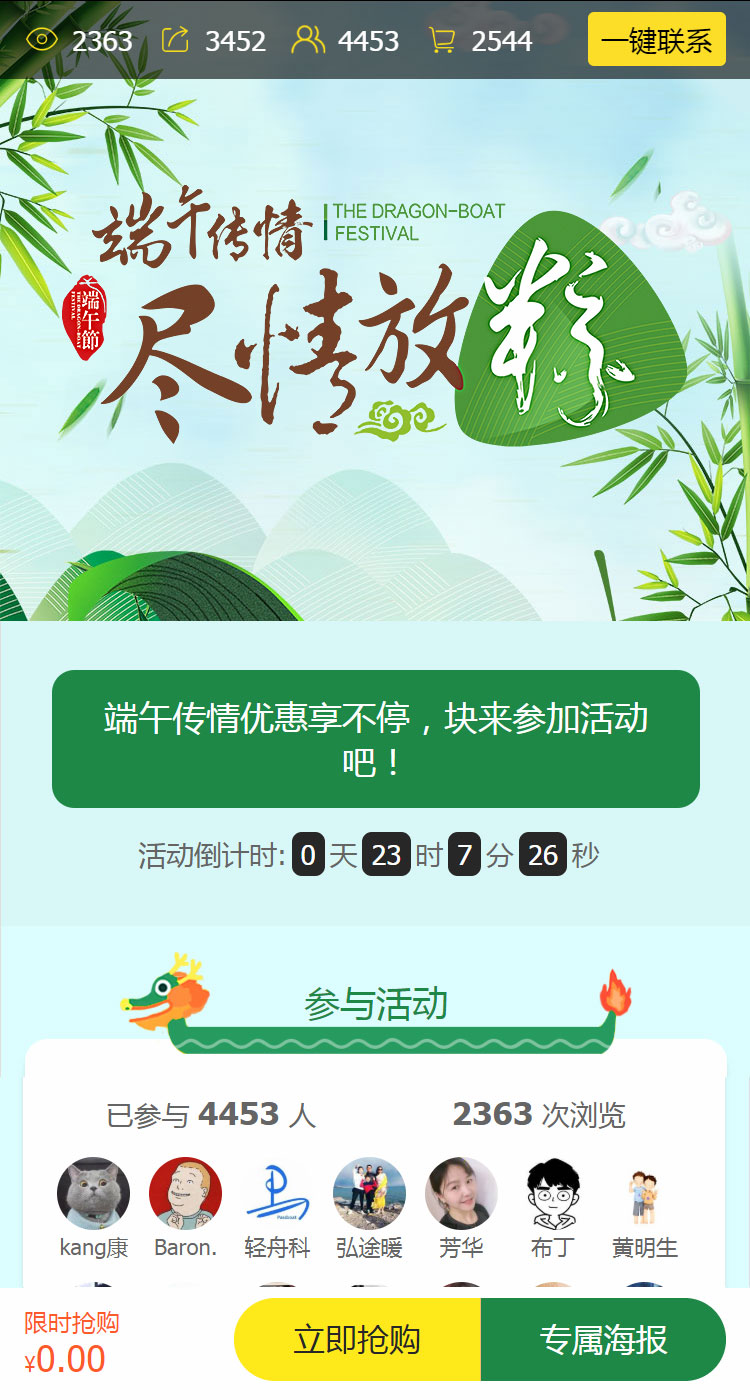 2363 3452 4453 2544 一键联系
端午传情
THE DRAGON-BOAT
FESTIVAL
端午節
THE DRAGON-BOAT
FESTIVAL
尽情放粽
端午传情优惠享不停，块来参加活动
吧！
活动倒计时: 0 天 23 时 7 分 26 秒
参与活动
已参与 4453 人 2363 次浏览
kang康 Baron. 轻舟科 弘途暖 芳华 布丁 黄明生
限时抢购
¥0.00
立即抢购 专属海报